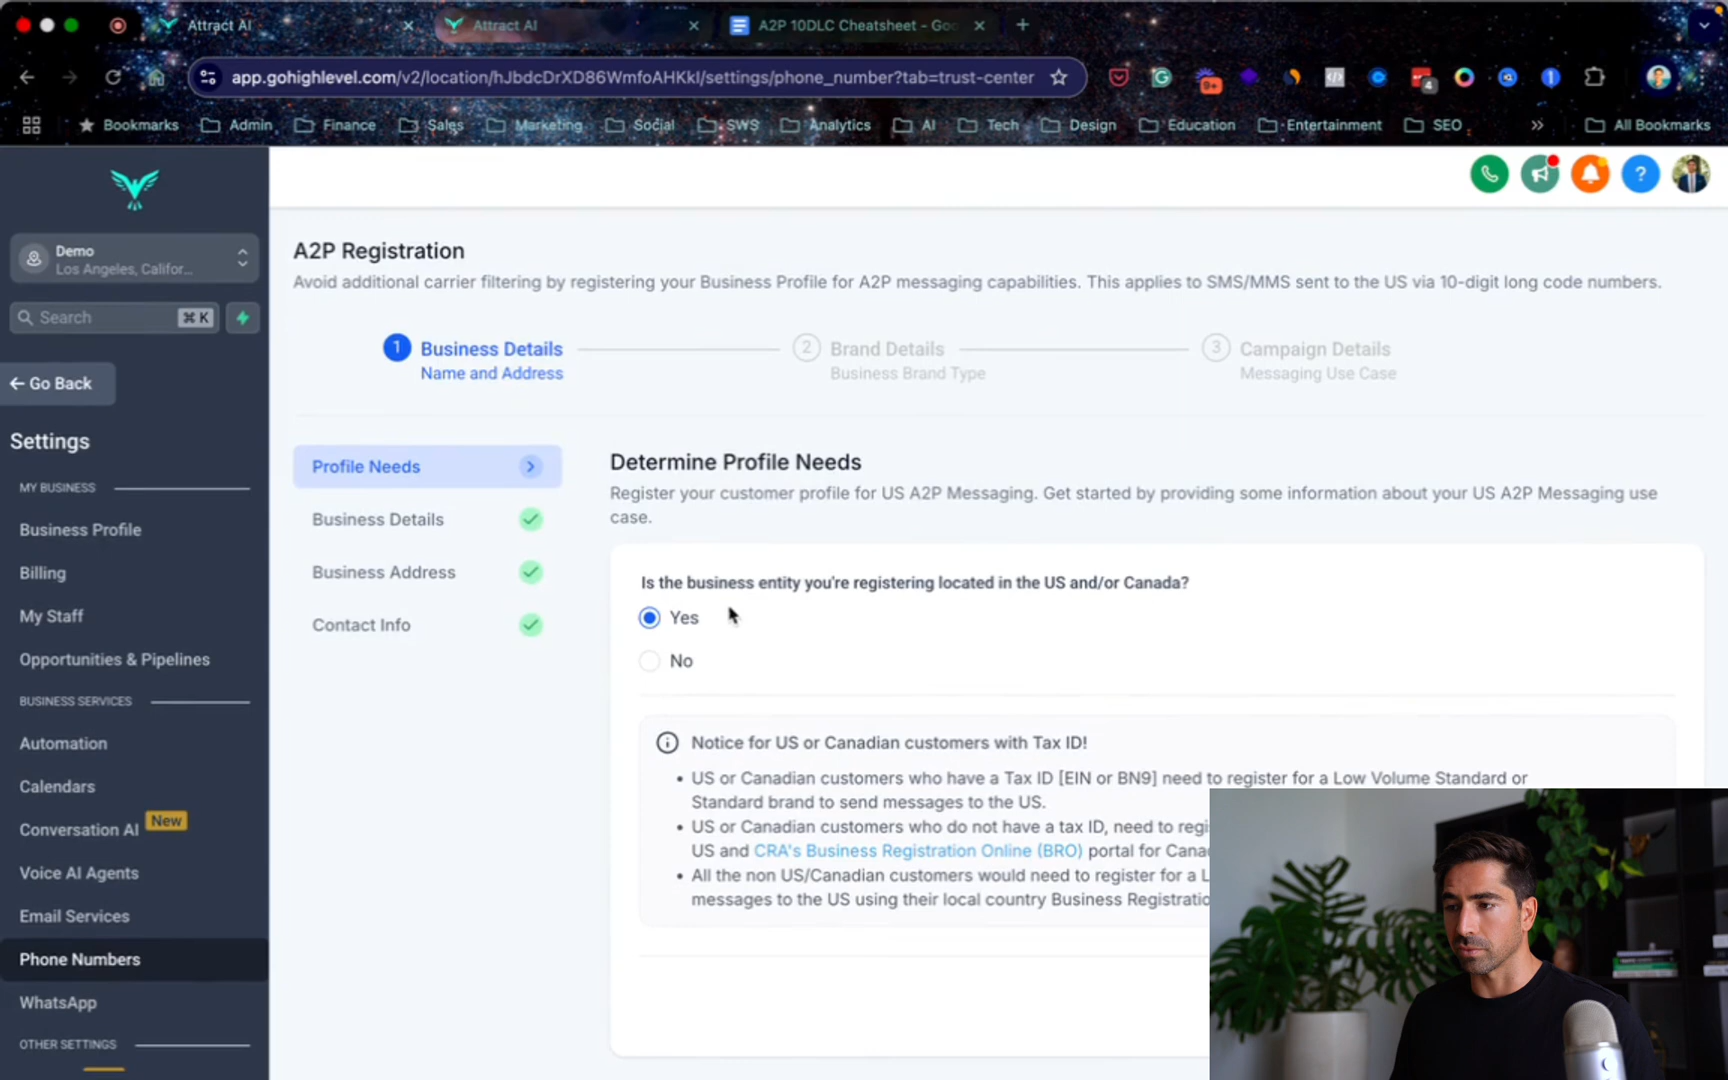 Attract AI
Attract AI
A2P 10DLC Cheatsheet - Goo
app.gohighlevel.com/v2/location/hJbdcDrXD86WmfoAHKkl/settings/phone_number?tab=trust-center
9+
4
Bookmarks
Admin
Finance
Sales
Marketing
Social
SWS
Analytics
AI
Tech
Design
Education
Entertainment
SEO
All Bookmarks
Demo
Los Angeles, Califor...
Search
⌘ K
Go Back
Settings
MY BUSINESS
Business Profile
Billing
My Staff
Opportunities & Pipelines
BUSINESS SERVICES
Automation
Calendars
Conversation AI New
Voice AI Agents
Email Services
Phone Numbers
WhatsApp
OTHER SETTINGS
A2P Registration
Avoid additional carrier filtering by registering your Business Profile for A2P messaging capabilities. This applies to SMS/MMS sent to the US via 10-digit long code numbers.
1 Business Details
Name and Address
2 Brand Details
Business Brand Type
3 Campaign Details
Messaging Use Case
Profile Needs
Business Details
Business Address
Contact Info
Determine Profile Needs
Register your customer profile for US A2P Messaging. Get started by providing some information about your US A2P Messaging use
case.
Is the business entity you're registering located in the US and/or Canada?
Yes
No
Notice for US or Canadian customers with Tax ID!
• US or Canadian customers who have a Tax ID [EIN or BN9] need to register for a Low Volume Standard or
Standard brand to send messages to the US.
• US or Canadian customers who do not have a tax ID, need to regi
US and CRA's Business Registration Online (BRO) portal for Cana
• All the non US/Canadian customers would need to register for a L
messages to the US using their local country Business Registratio